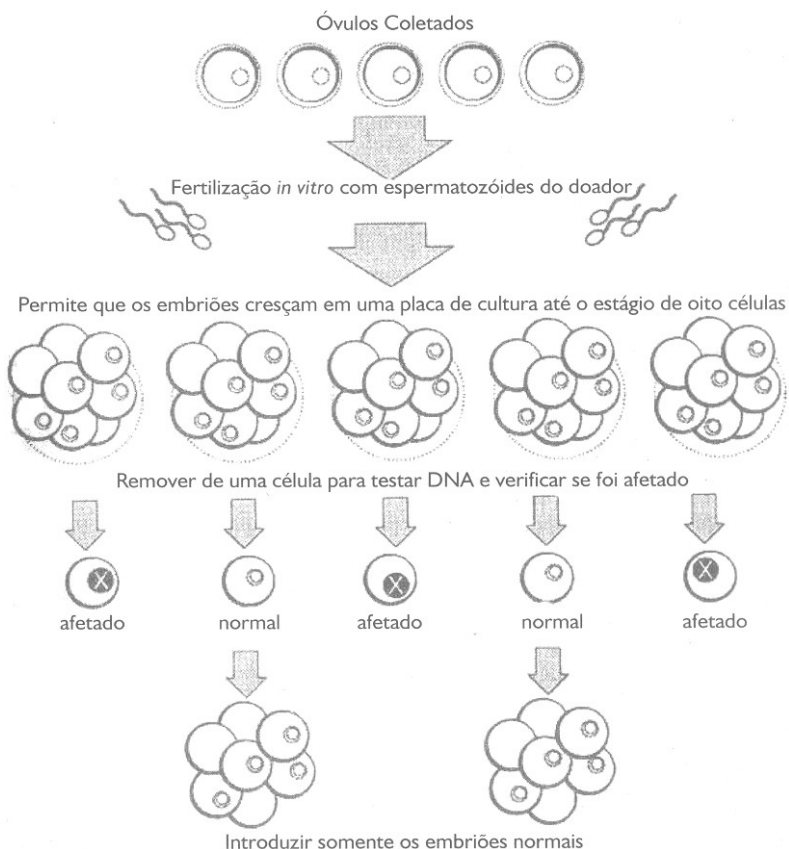 Óvulos Coletados
Fertilização in vitro com espermatozóides do doador
Permite que os embriões cresçam em uma placa de cultura até o estágio de oito células
Remover de uma célula para testar DNA e verificar se foi afetado
X X X
afetado normal afetado normal afetado
Introduzir somente os embriões normais